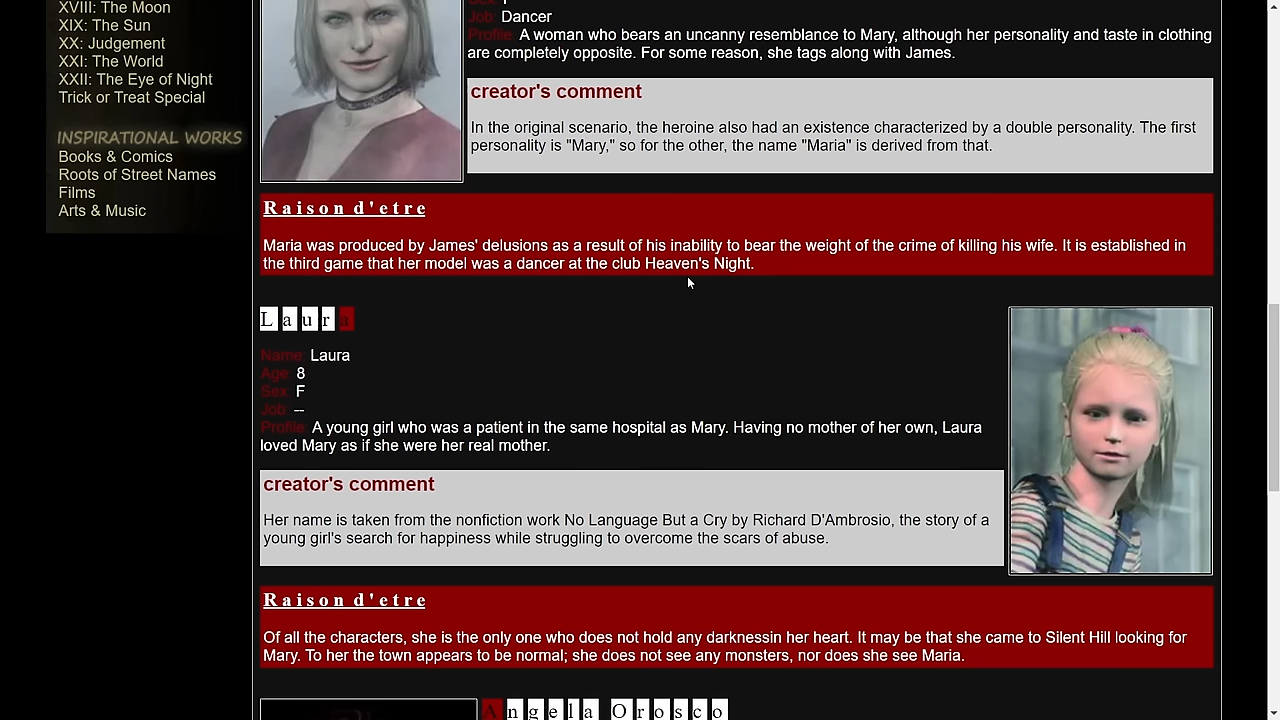 XVIII: The Moon
XIX: The Sun
XX: Judgement
XXI: The World
XXII: The Eye of Night
Trick or Treat Special
INSPIRATIONAL WORKS
Books & Comics
Roots of Street Names
Films
Arts & Music
Job: Dancer
Profile: A woman who bears an uncanny resemblance to Mary, although her personality and taste in clothing
are completely opposite. For some reason, she tags along with James.
creator's comment
In the original scenario, the heroine also had an existence characterized by a double personality. The first
personality is "Mary," so for the other, the name "Maria" is derived from that.
Raison d'etre
Maria was produced by James' delusions as a result of his inability to bear the weight of the crime of killing his wife. It is established in
the third game that her model was a dancer at the club Heaven's Night.
Laura
Name: Laura
Age: 8
Sex: F
Job: --
Profile: A young girl who was a patient in the same hospital as Mary. Having no mother of her own, Laura
loved Mary as if she were her real mother.
creator's comment
Her name is taken from the nonfiction work No Language But a Cry by Richard D'Ambrosio, the story of a
young girl's search for happiness while struggling to overcome the scars of abuse.
Raison d'etre
Of all the characters, she is the only one who does not hold any darknessin her heart. It may be that she came to Silent Hill looking for
Mary. To her the town appears to be normal; she does not see any monsters, nor does she see Maria.
Angela Orosco